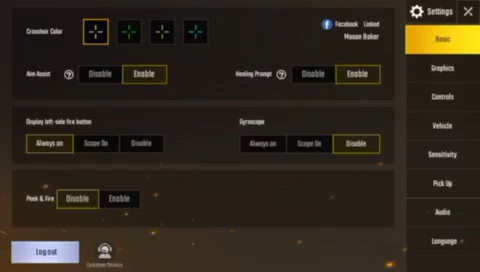 Settings
Crosshair Color
Facebook Linked
Mason Baker
Basic
Aim Assist ? Disable Enable
Healing Prompt ? Disable Enable
Graphics
Controls
Display left-side fire button
Gyroscope
Vehicle
Always on Scope On Disable
Always on Scope On Disable
Sensitivity
Peek & Fire Disable Enable
Pick Up
Audio
Log out
Customer Service
Language